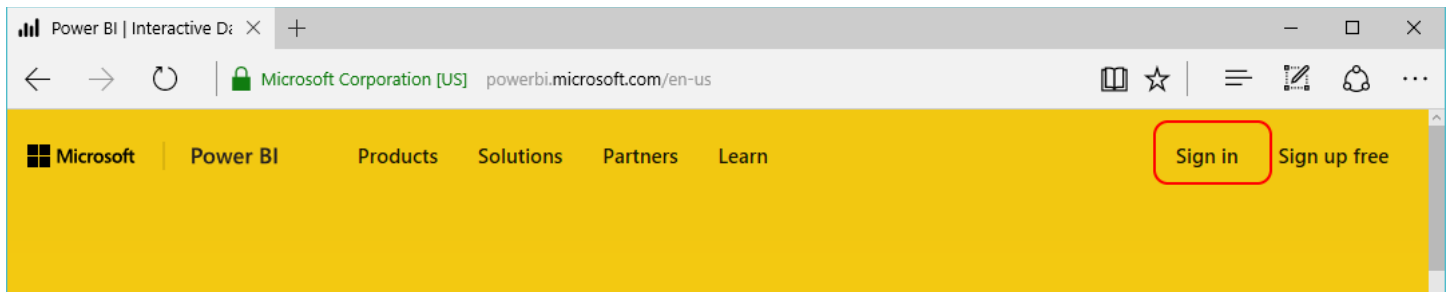 Power BI | Interactive Da
Microsoft Corporation [US] powerbi.microsoft.com/en-us
Microsoft Power BI Products Solutions Partners Learn Sign in Sign up free